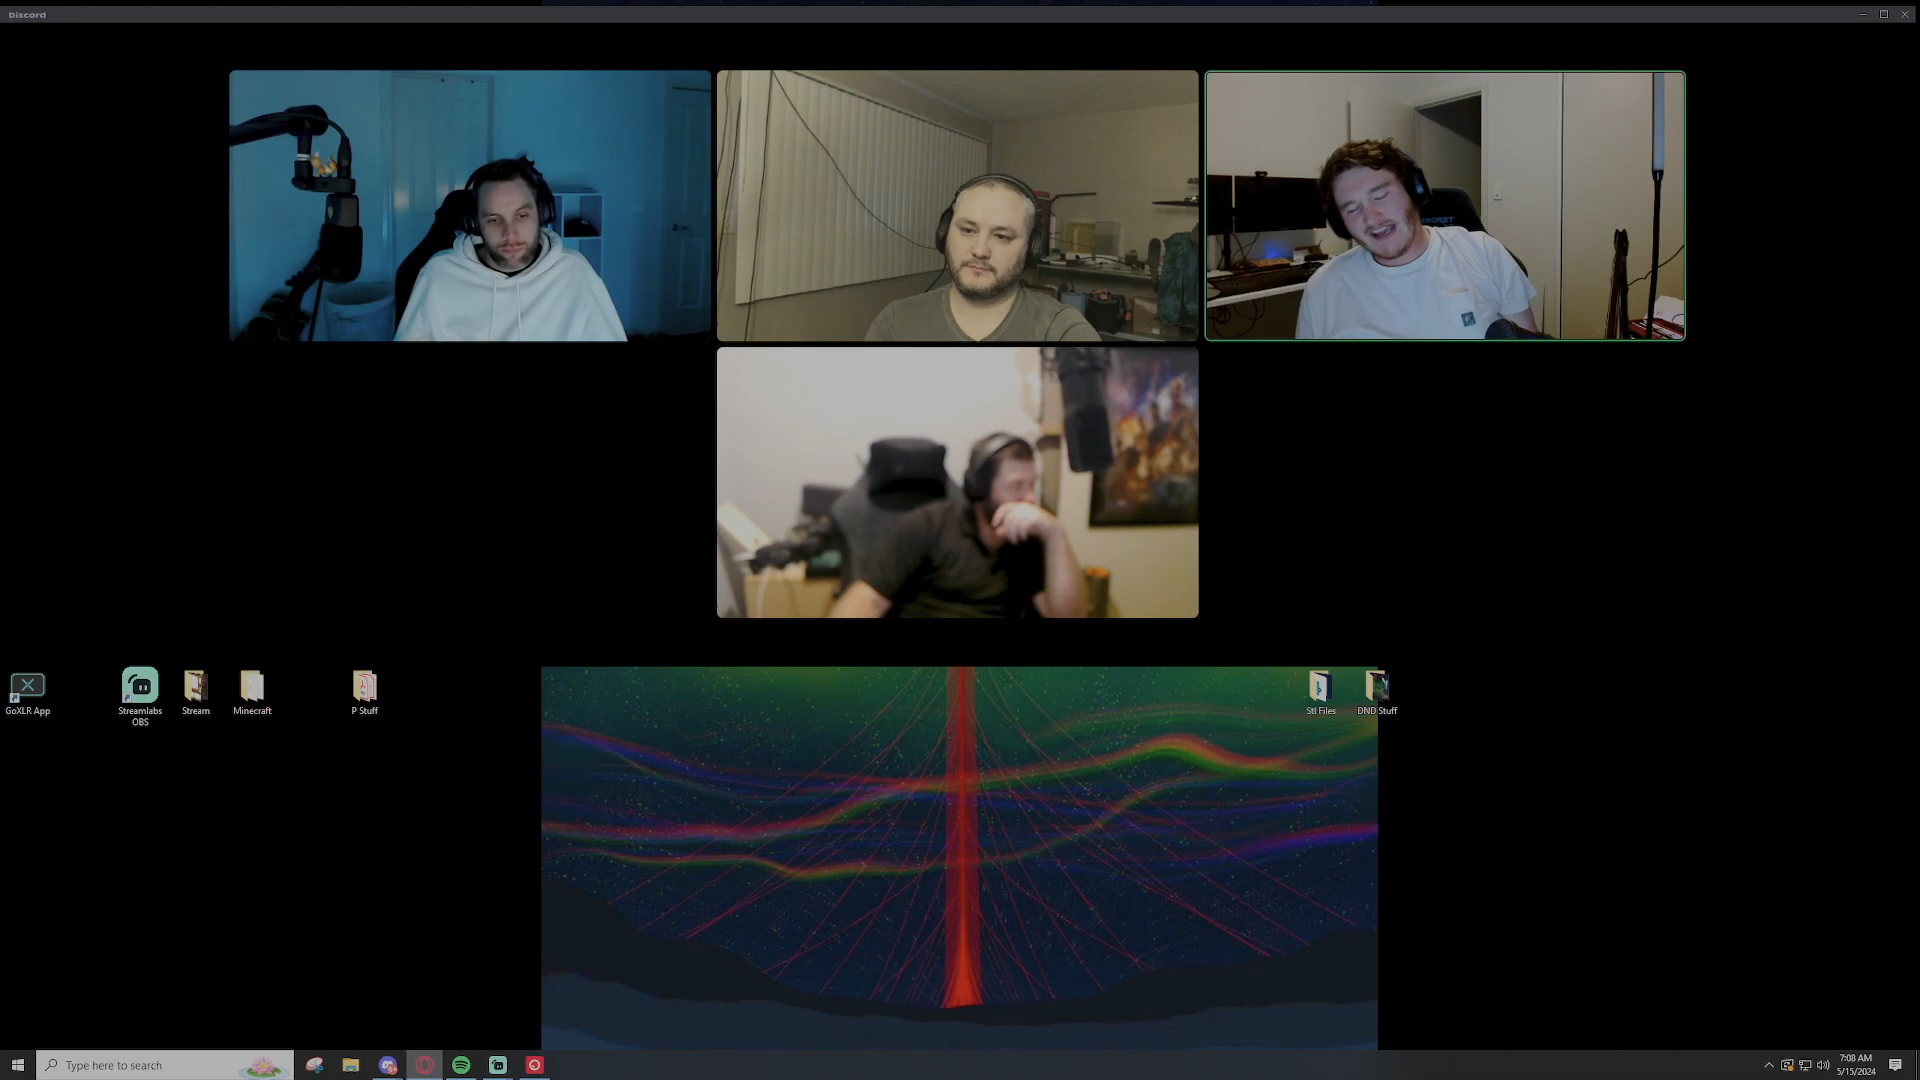 Discord
GoXLR App
Streamlabs
OBS
Stream
Minecraft
P Stuff
Stl Files
DND Stuff
Type here to search
7:08 AM
5/15/2024